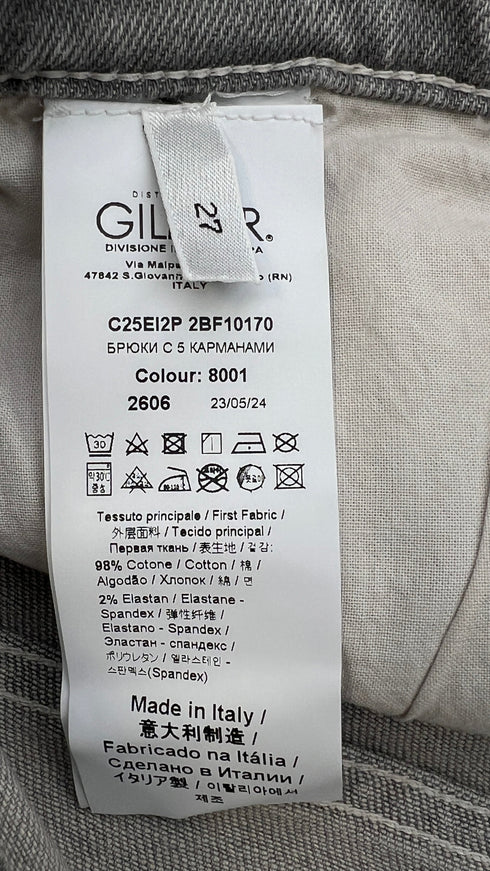 27
DIVISIONE
Via
47842 S.Giovann (RN)
ITALY
C25EI2P 2BF10170
БРЮКИ С 5 КАРМАНАМИ
Colour: 8001
2606 23/05/24
30
약 30℃
중성
Tessuto principale / First Fabric /
外层面料 / Tecido principal /
Первая ткань / 表生地 / 겉감:
98% Cotone / Cotton / 棉 /
Algodão / Хлопок / 綿 / 면
2% Elastan / Elastane -
Spandex / 弹性纤维 /
Elastano - Spandex /
Эластан - спандекс /
ポリウレタン / 엘라스테인 -
스판덱스(Spandex)
Made in Italy /
意大利制造 /
Fabricado na Itália /
Сделано в Италии /
イタリア製 / 이탈리아에서
제조